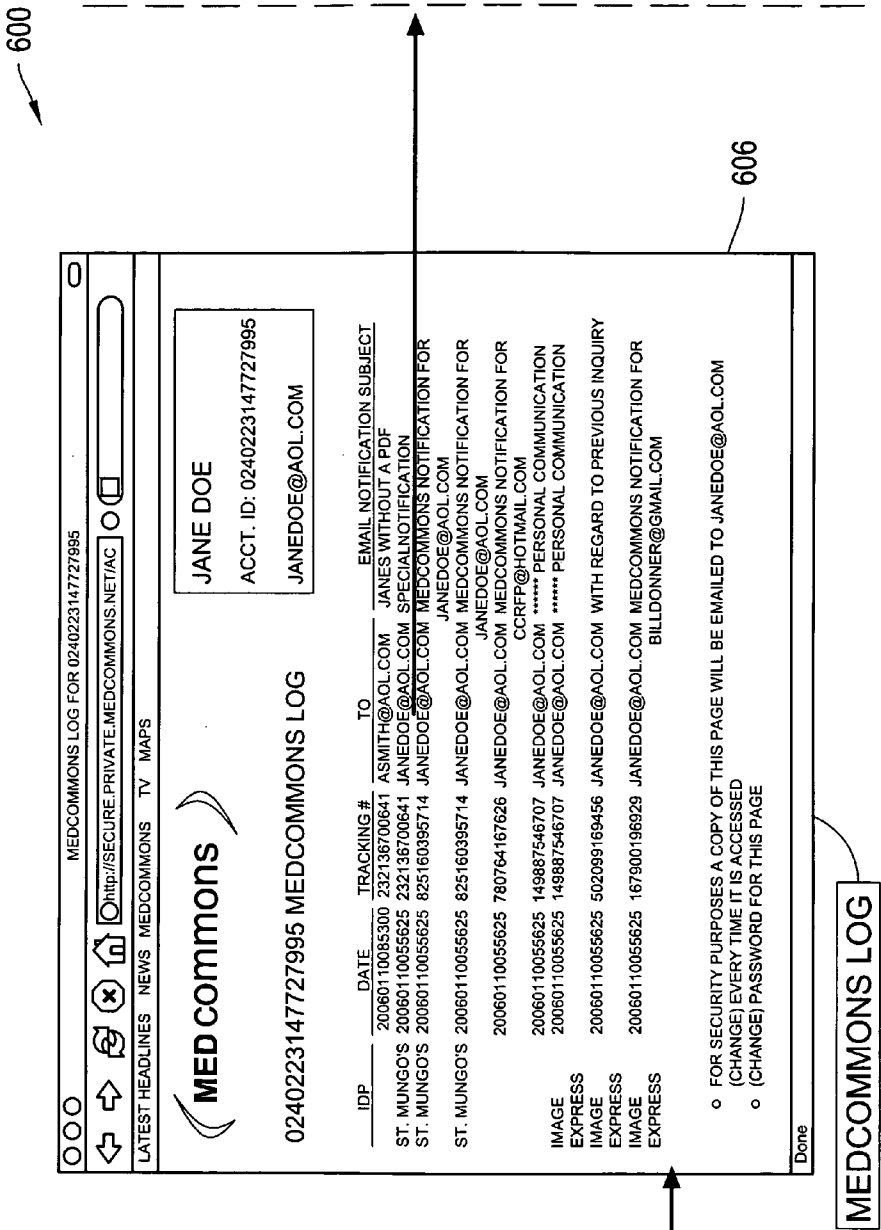 600
MEDCOMMONS LOG FOR 0240223147727995
http://SECURE.PRIVATE.MEDCOMMONS.NET/AC
LATEST HEADLINES NEWS MEDCOMMONS TV MAPS
MED commons
JANE DOE
ACCT. ID: 0240223147727995
JANEDOE@AOL.COM
0240223147727995 MEDCOMMONS LOG
IDP DATE TRACKING # TO EMAIL NOTIFICATION SUBJECT
20060110085300 232136700641 ASMITH@AOL.COM JANES WITHOUT A PDF
ST. MUNGO'S 20060110055625 232136700641 JANEDOE@AOL.COM SPECIALNOTIFICATION
ST. MUNGO'S 20060110055625 825160395714 JANEDOE@AOL.COM MEDCOMMONS NOTIFICATION FOR
JANEDOE@AOL.COM
ST. MUNGO'S 20060110055625 825160395714 JANEDOE@AOL.COM MEDCOMMONS NOTIFICATION FOR
JANEDOE@AOL.COM
20060110055625 780764167626 JANEDOE@AOL.COM MEDCOMMONS NOTIFICATION FOR
CCRFP@HOTMAIL.COM
20060110055625 149887546707 JANEDOE@AOL.COM ****** PERSONAL COMMUNICATION
IMAGE 20060110055625 149887546707 JANEDOE@AOL.COM ****** PERSONAL COMMUNICATION
EXPRESS
IMAGE 20060110055625 502099169456 JANEDOE@AOL.COM WITH REGARD TO PREVIOUS INQUIRY
EXPRESS
IMAGE 20060110055625 167900196929 JANEDOE@AOL.COM MEDCOMMONS NOTIFICATION FOR
EXPRESS BILLDONNER@GMAIL.COM
FOR SECURITY PURPOSES A COPY OF THIS PAGE WILL BE EMAILED TO JANEDOE@AOL.COM
(CHANGE) EVERY TIME IT IS ACCESSED
(CHANGE) PASSWORD FOR THIS PAGE
Done
606
MEDCOMMONS LOG